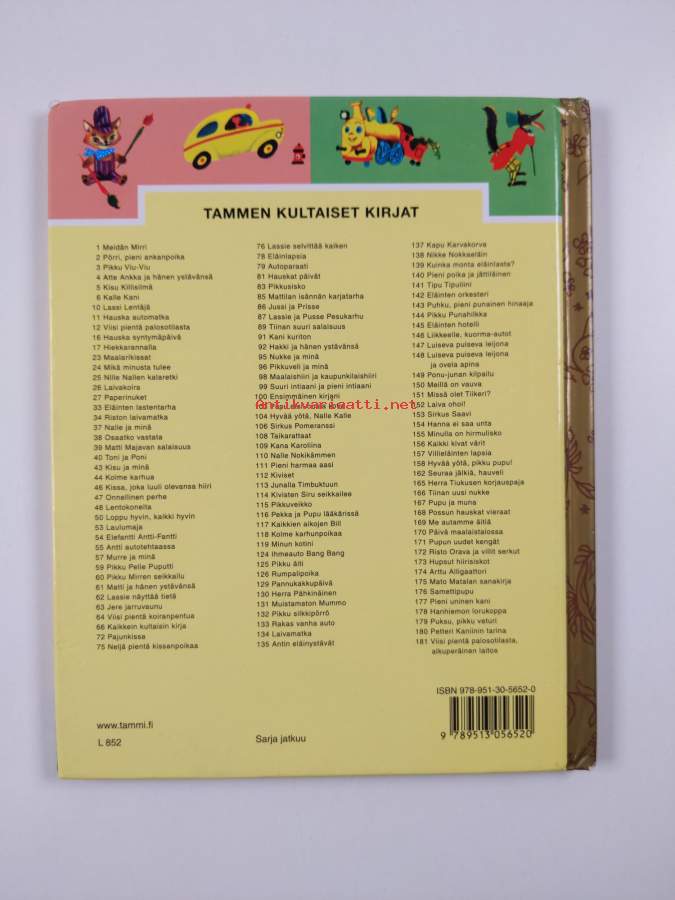 TAMMEN KULTAISET KIRJAT
1 Meidän Mirri
2 Pörri, pieni ankanpoika
3 Pikku Viu-Viu
4 Atte Ankka ja hänen ystävänsä
5 Kisu Killisilmä
6 Kalle Kani
10 Lassi Lentäjä
11 Hauska automatka
12 Viisi pientä palosotilasta
16 Hauska syntymäpäivä
17 Hiekkarannalla
23 Maalarikissat
24 Mikä minusta tulee
25 Nille Nallen kalaretki
26 Laivakoira
27 Paperinuket
33 Eläinten lastentarha
34 Riston laivamatka
37 Nalle ja minä
38 Osaatko vastata
39 Matti Majavan salaisuus
40 Toni ja Poni
43 Kisu ja minä
44 Kolme karhua
46 Kissa, joka luuli olevansa hiiri
47 Onnellinen perhe
48 Lentokoneita
50 Loppu hyvin, kaikki hyvin
53 Laulumaja
54 Elefantti Antti-Fantti
55 Antti autotehtaassa
57 Murre ja minä
59 Pikku Pelle Puputti
60 Pikku Mirren seikkailu
61 Matti ja hänen ystävänsä
62 Lassie näyttää tietä
63 Jere jarruvaunu
64 Viisi pientä koiranpentua
66 Kaikkein kultaisin kirja
72 Pajunkissa
75 Neljä pientä kissanpoikaa
76 Lassie selvittää kaiken
78 Eläinlapsia
79 Autoparaati
81 Hauskat päivät
83 Pikkusisko
85 Mattilan isännän karjatarha
86 Jussi ja Prisse
87 Lassie ja Pusse Pesukarhu
89 Tiinan suuri salaisuus
91 Kani kuriton
92 Hakki ja hänen ystävänsä
95 Nukke ja minä
96 Pikkuveli ja minä
98 Maalaishiiri ja kaupunkilaishiiri
99 Suuri intiaani ja pieni intiaani
100 Ensimmäinen kirjani
104 Hyvää yötä, Nalle Kalle
106 Sirkus Pomeranssi
108 Taikarattaat
109 Kana Karoliina
110 Nalle Nokikämmen
111 Pieni harmaa aasi
112 Kiviset
113 Junalla Timbuktuun
114 Kivisten Siru seikkailee
115 Pikkuveikko
116 Pekka ja Pupu lääkärissä
117 Kaikkien aikojen Bill
118 Kolme karhunpoikaa
119 Minun kotini
124 Ihmeauto Bang Bang
125 Pikku äiti
126 Rumpalipoika
129 Pannukakkupäivä
130 Herra Pähkinäinen
131 Muistamaton Mummo
132 Pikku silkkipörrö
133 Rakas vanha auto
134 Laivamatka
135 Antin eläinystävät
137 Kapu Karvakorva
138 Nikke Nokkaeläin
139 Kuinka monta eläinlasta?
140 Pieni poika ja jättiläinen
141 Tipu Tipuliini
142 Eläinten orkesteri
143 Puhku, pieni punainen hinaaja
144 Pikku Punahilkka
145 Eläinten hotelli
146 Liikkeelle, kuorma-autot
147 Luiseva puiseva leijona
148 Luiseva puiseva leijona
ja ovela apina
149 Ponu-junan kilpailu
150 Meillä on vauva
151 Missä olet Tiikeri?
152 Laiva ohoi!
153 Sirkus Saavi
154 Hanna ei saa unta
155 Minulla on hirmulisko
156 Kaikki kivat värit
157 Villieläinten lapsia
158 Hyvää yötä, pikku pupu!
162 Seuraa jälkiä, hauveli
165 Herra Tiukusen korjauspaja
166 Tiinan uusi nukke
167 Pupu ja muna
168 Possun hauskat vieraat
169 Me autamme äitiä
170 Päivä maalaistalossa
171 Pupun uudet kengät
172 Risto Orava ja villit serkut
173 Hupsut hiirisiskot
174 Arttu Alligaattori
175 Mato Matalan sanakirja
176 Samettipupu
177 Pieni uninen kani
178 Hanhiemon lorukoppa
179 Puksu, pikku veturi
180 Petteri Kaniinin tarina
181 Viisi pientä palosotilasta,
alkuperäinen laitos
Antikvariaatti.net
ISBN 978-951-30-5652-0
9 789513 056520
www.tammi.fi
L 852
Sarja jatkuu